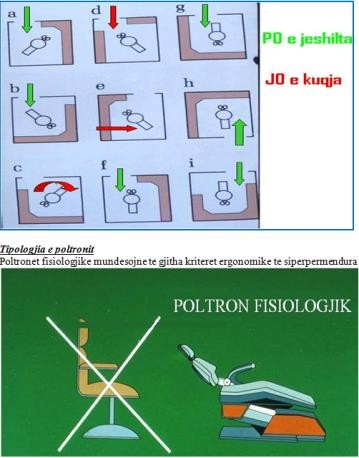 a
d
g
PO e jeshilta
JO e kuqja
b
e
h
c
f
i
Tipologjia e poltronit
Poltronet fisiologjike mundesojne te gjitha kriteret ergonomike te siperpermendura
POLTRON FISIOLOGJIK